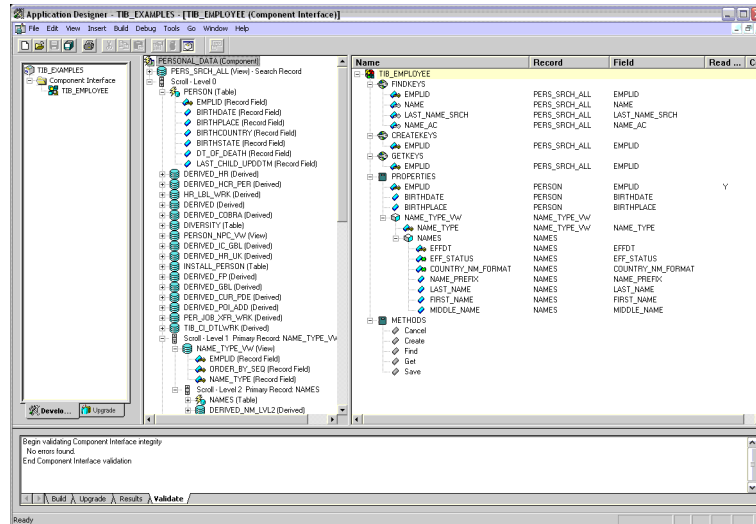 Application Designer - TIB_EXAMPLES - [TIB_EMPLOYEE (Component Interface)]
File Edit View Insert Build Debug Tools Go Window Help
TIB_EXAMPLES
Component Interface
TIB_EMPLOYEE
Develo...
Upgrade
PERSONAL_DATA (Component)
PERS_SRCH_ALL (View) - Search Record
Scroll - Level 0
PERSON (Table)
EMPLID (Record Field)
BIRTHDATE (Record Field)
BIRTHPLACE (Record Field)
BIRTHCOUNTRY (Record Field)
BIRTHSTATE (Record Field)
DT_OF_DEATH (Record Field)
LAST_CHILD_UPDDTM (Record Field)
DERIVED_HR (Derived)
DERIVED_HCR_PER (Derived)
HR_LBL_WRK (Derived)
DERIVED (Derived)
DERIVED_COBRA (Derived)
DIVERSITY (Table)
PERSON_NPC_VW (View)
DERIVED_IC_GBL (Derived)
DERIVED_HR_UK (Derived)
INSTALL_PERSON (Table)
DERIVED_FP (Derived)
DERIVED_GBL (Derived)
DERIVED_CUR_PDE (Derived)
DERIVED_POI_ADD (Derived)
PER_JOB_XFR_WRK (Derived)
TIB_CI_DTLWRK (Derived)
Scroll - Level 1 Primary Record: NAME_TYPE_VW
NAME_TYPE_VW (View)
EMPLID (Record Field)
ORDER_BY_SEQ (Record Field)
NAME_TYPE (Record Field)
Scroll - Level 2 Primary Record: NAMES
NAMES (Table)
DERIVED_NM_LVL2 (Derived)
Name Record Field Read ... C
TIB_EMPLOYEE
FINDKEYS
EMPLID PERS_SRCH_ALL EMPLID
NAME PERS_SRCH_ALL NAME
LAST_NAME_SRCH PERS_SRCH_ALL LAST_NAME_SRCH
NAME_AC PERS_SRCH_ALL NAME_AC
CREATEKEYS
EMPLID PERS_SRCH_ALL EMPLID
GETKEYS
EMPLID PERS_SRCH_ALL EMPLID
PROPERTIES
EMPLID PERSON EMPLID Y
BIRTHDATE PERSON BIRTHDATE
BIRTHPLACE PERSON BIRTHPLACE
NAME_TYPE_VW NAME_TYPE_VW
NAME_TYPE NAME_TYPE_VW NAME_TYPE
NAMES NAMES
EFFDT NAMES EFFDT
EFF_STATUS NAMES EFF_STATUS
COUNTRY_NM_FORMAT NAMES COUNTRY_NM_FORMAT
NAME_PREFIX NAMES NAME_PREFIX
LAST_NAME NAMES LAST_NAME
FIRST_NAME NAMES FIRST_NAME
MIDDLE_NAME NAMES MIDDLE_NAME
METHODS
Cancel
Create
Find
Get
Save
Begin validating Component Interface integrity
No errors found.
End Component Interface validation
Build Upgrade Results Validate
Ready